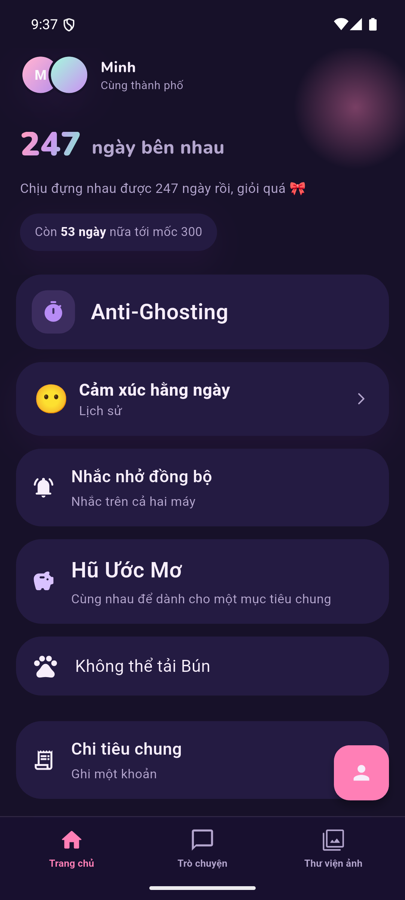 9:37
M
Minh
Cùng thành phố
247 ngày bên nhau
Chịu đựng nhau được 247 ngày rồi, giỏi quá 🎀
Còn 53 ngày nữa tới mốc 300
Anti-Ghosting
Cảm xúc hằng ngày
Lịch sử
Nhắc nhở đồng bộ
Nhắc trên cả hai máy
Hũ Ước Mơ
Cùng nhau để dành cho một mục tiêu chung
Không thể tải Bún
Chi tiêu chung
Ghi một khoản
Trang chủ
Trò chuyện
Thư viện ảnh